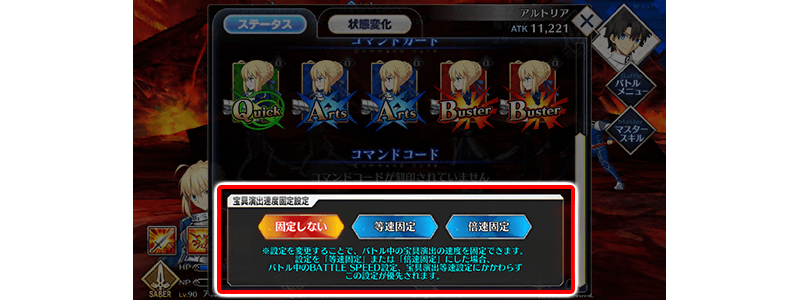 ステータス
状態変化
アルトリア
ATK 11,221
コマンドカード
Quick
Arts
Arts
Buster
Buster
Battle
バトル
メニュー
Master
マスター
スキル
コマンドコード
コマンドコードが刻印されていません
宝具演出速度固定設定
固定しない
等速固定
倍速固定
※設定を変更することで、バトル中の宝具演出の速度を固定できます。
設定を「等速固定」または「倍速固定」にした場合、
バトル中のBATTLE SPEED設定、宝具演出等速設定にかかわらず
この設定が優先されます。
HP
NP
SABER
Lv.90